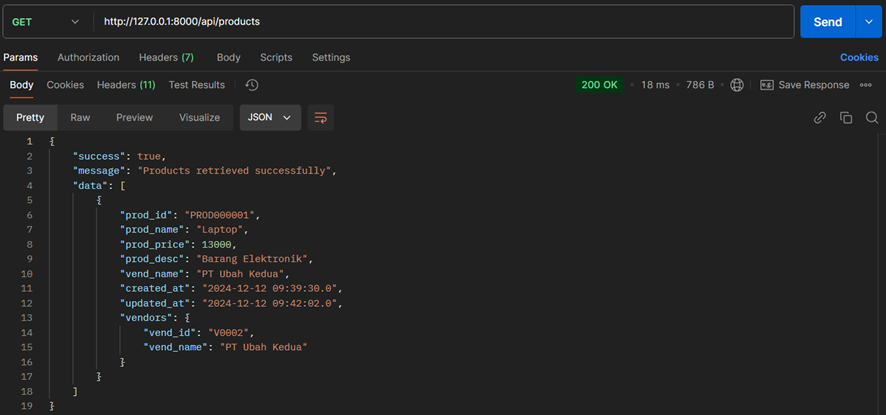 GET http://127.0.0.1:8000/api/products Send
Params Authorization Headers (7) Body Scripts Settings Cookies
Body Cookies Headers (11) Test Results 200 OK • 18 ms • 786 B Save Response
Pretty Raw Preview Visualize JSON
1 {
2 "success": true,
3 "message": "Products retrieved successfully",
4 "data": [
5 {
6 "prod_id": "PROD000001",
7 "prod_name": "Laptop",
8 "prod_price": 13000,
9 "prod_desc": "Barang Elektronik",
10 "vend_name": "PT Ubah Kedua",
11 "created_at": "2024-12-12 09:39:30.0",
12 "updated_at": "2024-12-12 09:42:02.0",
13 "vendors": {
14 "vend_id": "V0002",
15 "vend_name": "PT Ubah Kedua"
16 }
17 }
18 ]
19 }